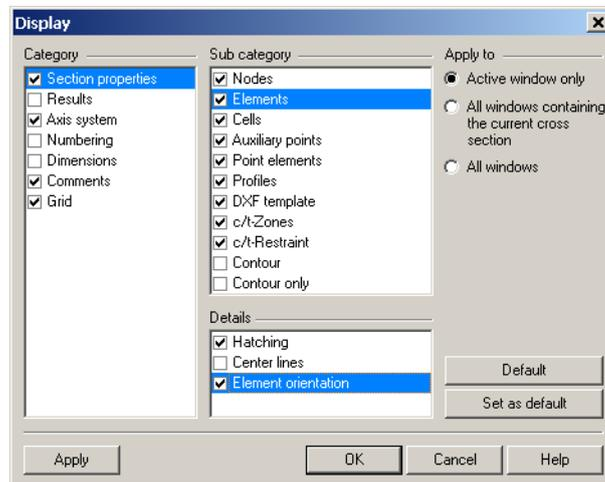 Display
Category
Section properties
Results
Axis system
Numbering
Dimensions
Comments
Grid
Sub category
Nodes
Elements
Cells
Auxiliary points
Point elements
Profiles
DXF template
c/t-Zones
c/t-Restraint
Contour
Contour only
Details
Hatching
Center lines
Element orientation
Apply to
Active window only
All windows containing
the current cross
section
All windows
Default
Set as default
Apply
OK
Cancel
Help